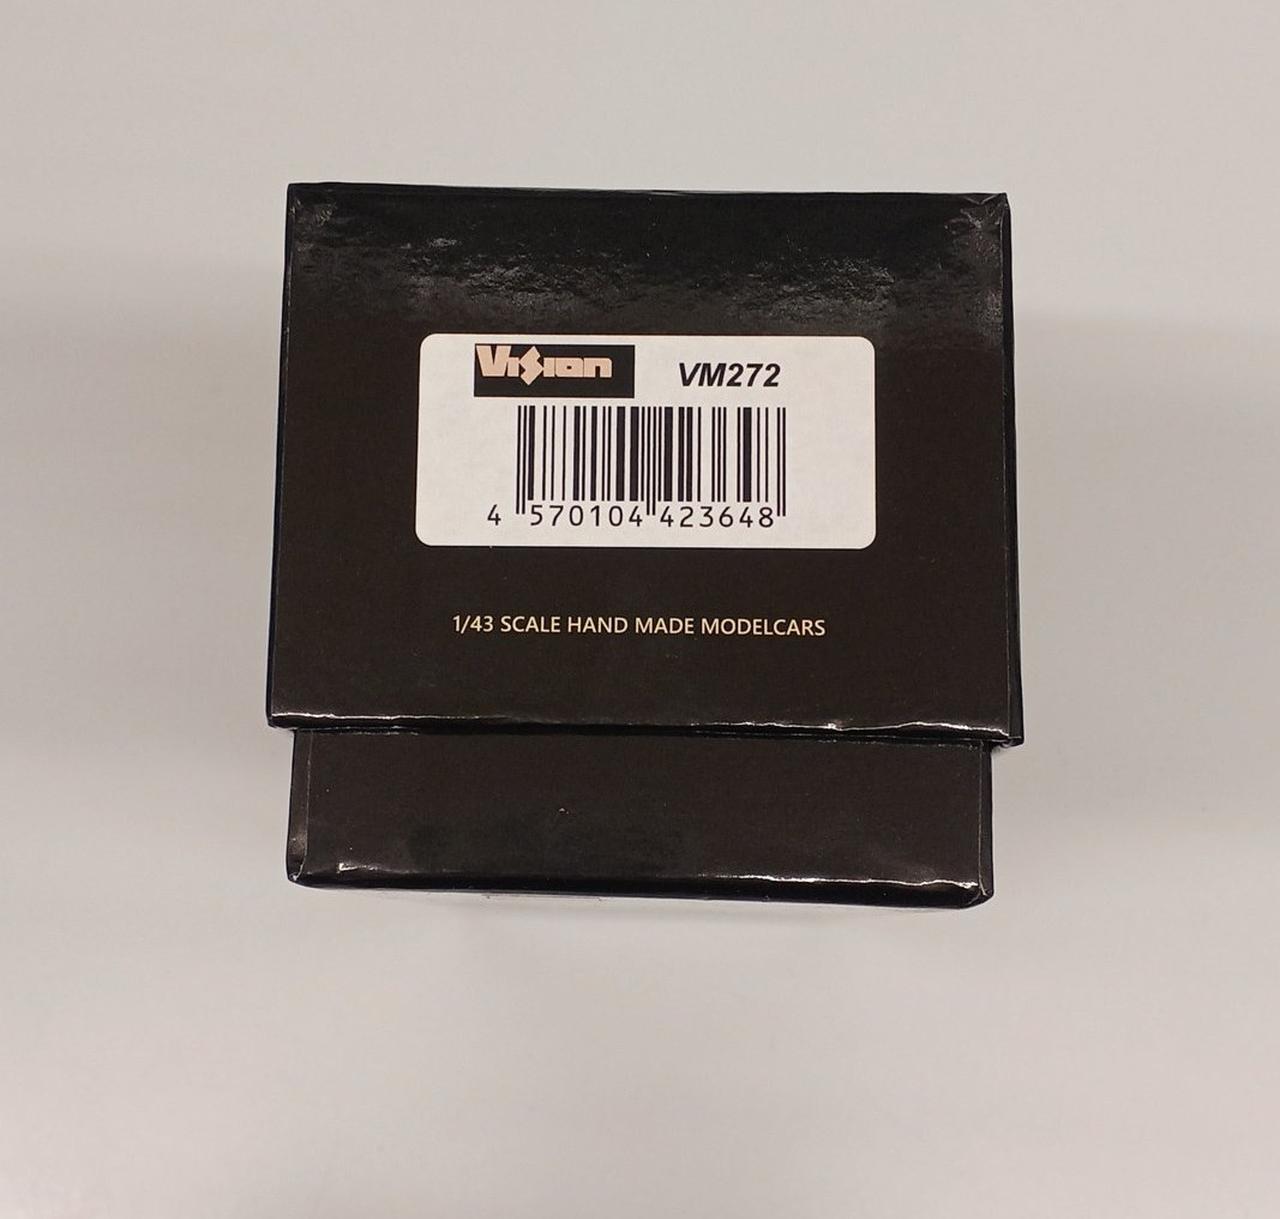 Vision
VM272
4 570104 423648
1/43 SCALE HAND MADE MODELCARS